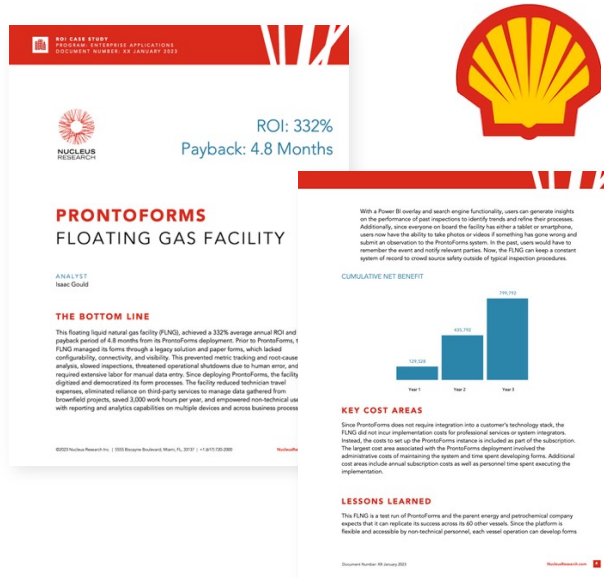 ROI CASE STUDY
PROGRAM: ENTERPRISE APPLICATIONS
DOCUMENT NUMBER: XX JANUARY 2023
NUCLEUS
RESEARCH
ROI: 332%
Payback: 4.8 Months
PRONTOFORMS
FLOATING GAS FACILITY
ANALYST
Isaac Gould
THE BOTTOM LINE
This floating liquid natural gas facility (FLNG), achieved a 332% average annual ROI and
payback period of 4.8 months from its ProntoForms deployment. Prior to ProntoForms, t
FLNG managed its forms through a legacy solution and paper forms, which lacked
configurability, connectivity, and visibility. This prevented metric tracking and root-cause
analysis, slowed inspections, threatened operational shutdowns due to human error, and
required extensive labor for manual data entry. Since deploying ProntoForms, the facility
digitized and democratized its form processes. The facility reduced technician travel
expenses, eliminated reliance on third-party services to manage data gathered from
brownfield projects, saved 3,000 work hours per year, and empowered non-technical use
with reporting and analytics capabilities on multiple devices and across business process
©2023 Nucleus Research Inc. | 1355 Biscayne Boulevard, Miami, FL, 33137 |
NucleusRes
With a Power BI overlay and search engine functionality, users can generate insights
on the performance of past inspections to identify trends and refine their processes.
Additionally, since everyone on board the facility has either a tablet or smartphone,
users now have the ability to take photos or videos if something has gone wrong and
submit an observation to the ProntoForms system. In the past, users would have to
remember the event and notify relevant parties. Now, the FLNG can keep a constant
system of record to crowd source safety outside of typical inspection procedures.
CUMULATIVE NET BENEFIT
129,528
435,792
749,792
Year 1
Year 2
Year 3
KEY COST AREAS
Since ProntoForms does not require integration into a customer's technology stack, the
FLNG did not incur implementation costs for professional services or system integrators.
Instead, the costs to set up the ProntoForms instance is included as part of the subscription.
The largest cost area associated with the ProntoForms deployment involved the
administrative costs of maintaining the system and time spent developing forms. Additional
cost areas include annual subscription costs as well as personnel time spent executing the
implementation.
LESSONS LEARNED
This FLNG is a test run of ProntoForms and the parent energy and petrochemical company
expects that it can replicate its success across its 60 other vessels. Since the platform is
flexible and accessible by non-technical personnel, each vessel operation can develop forms
Document Number: XX January 2023
NucleusResearch.com